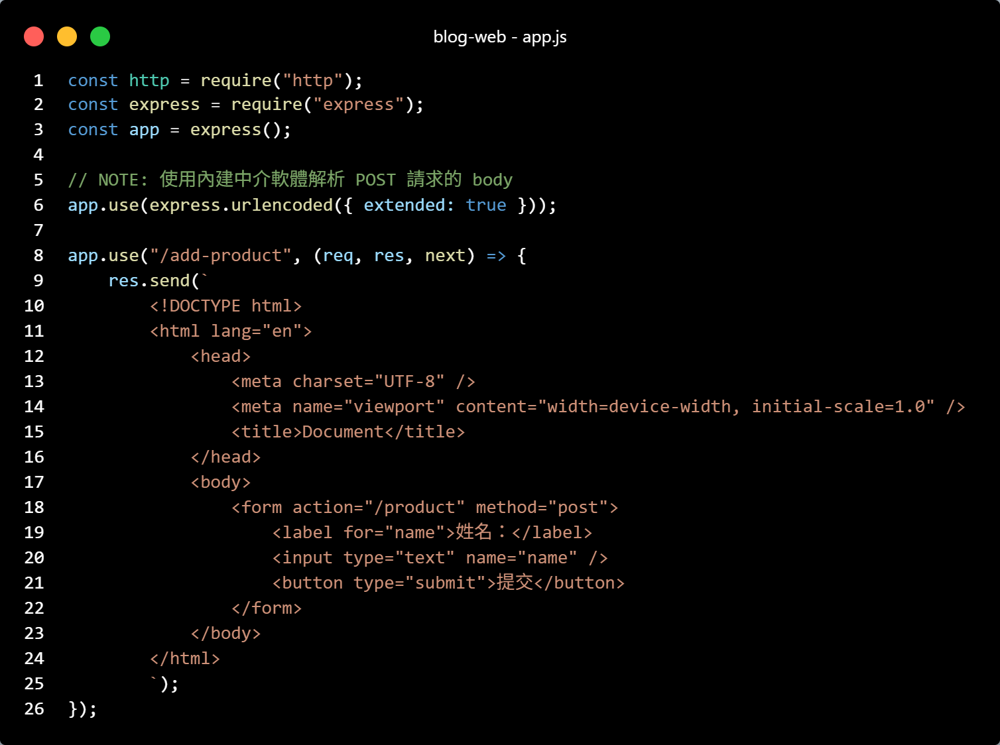 blog-web - app.js
1 const http = require("http");
2 const express = require("express");
3 const app = express();
4
5 // NOTE: 使用內建中介軟體解析 POST 請求的 body
6 app.use(express.urlencoded({ extended: true }));
7
8 app.use("/add-product", (req, res, next) => {
9     res.send(`
10         <!DOCTYPE html>
11         <html lang="en">
12             <head>
13                 <meta charset="UTF-8" />
14                 <meta name="viewport" content="width=device-width, initial-scale=1.0" />
15                 <title>Document</title>
16             </head>
17             <body>
18                 <form action="/product" method="post">
19                     <label for="name">姓名：</label>
20                     <input type="text" name="name" />
21                     <button type="submit">提交</button>
22                 </form>
23             </body>
24         </html>
25         `);
26 });